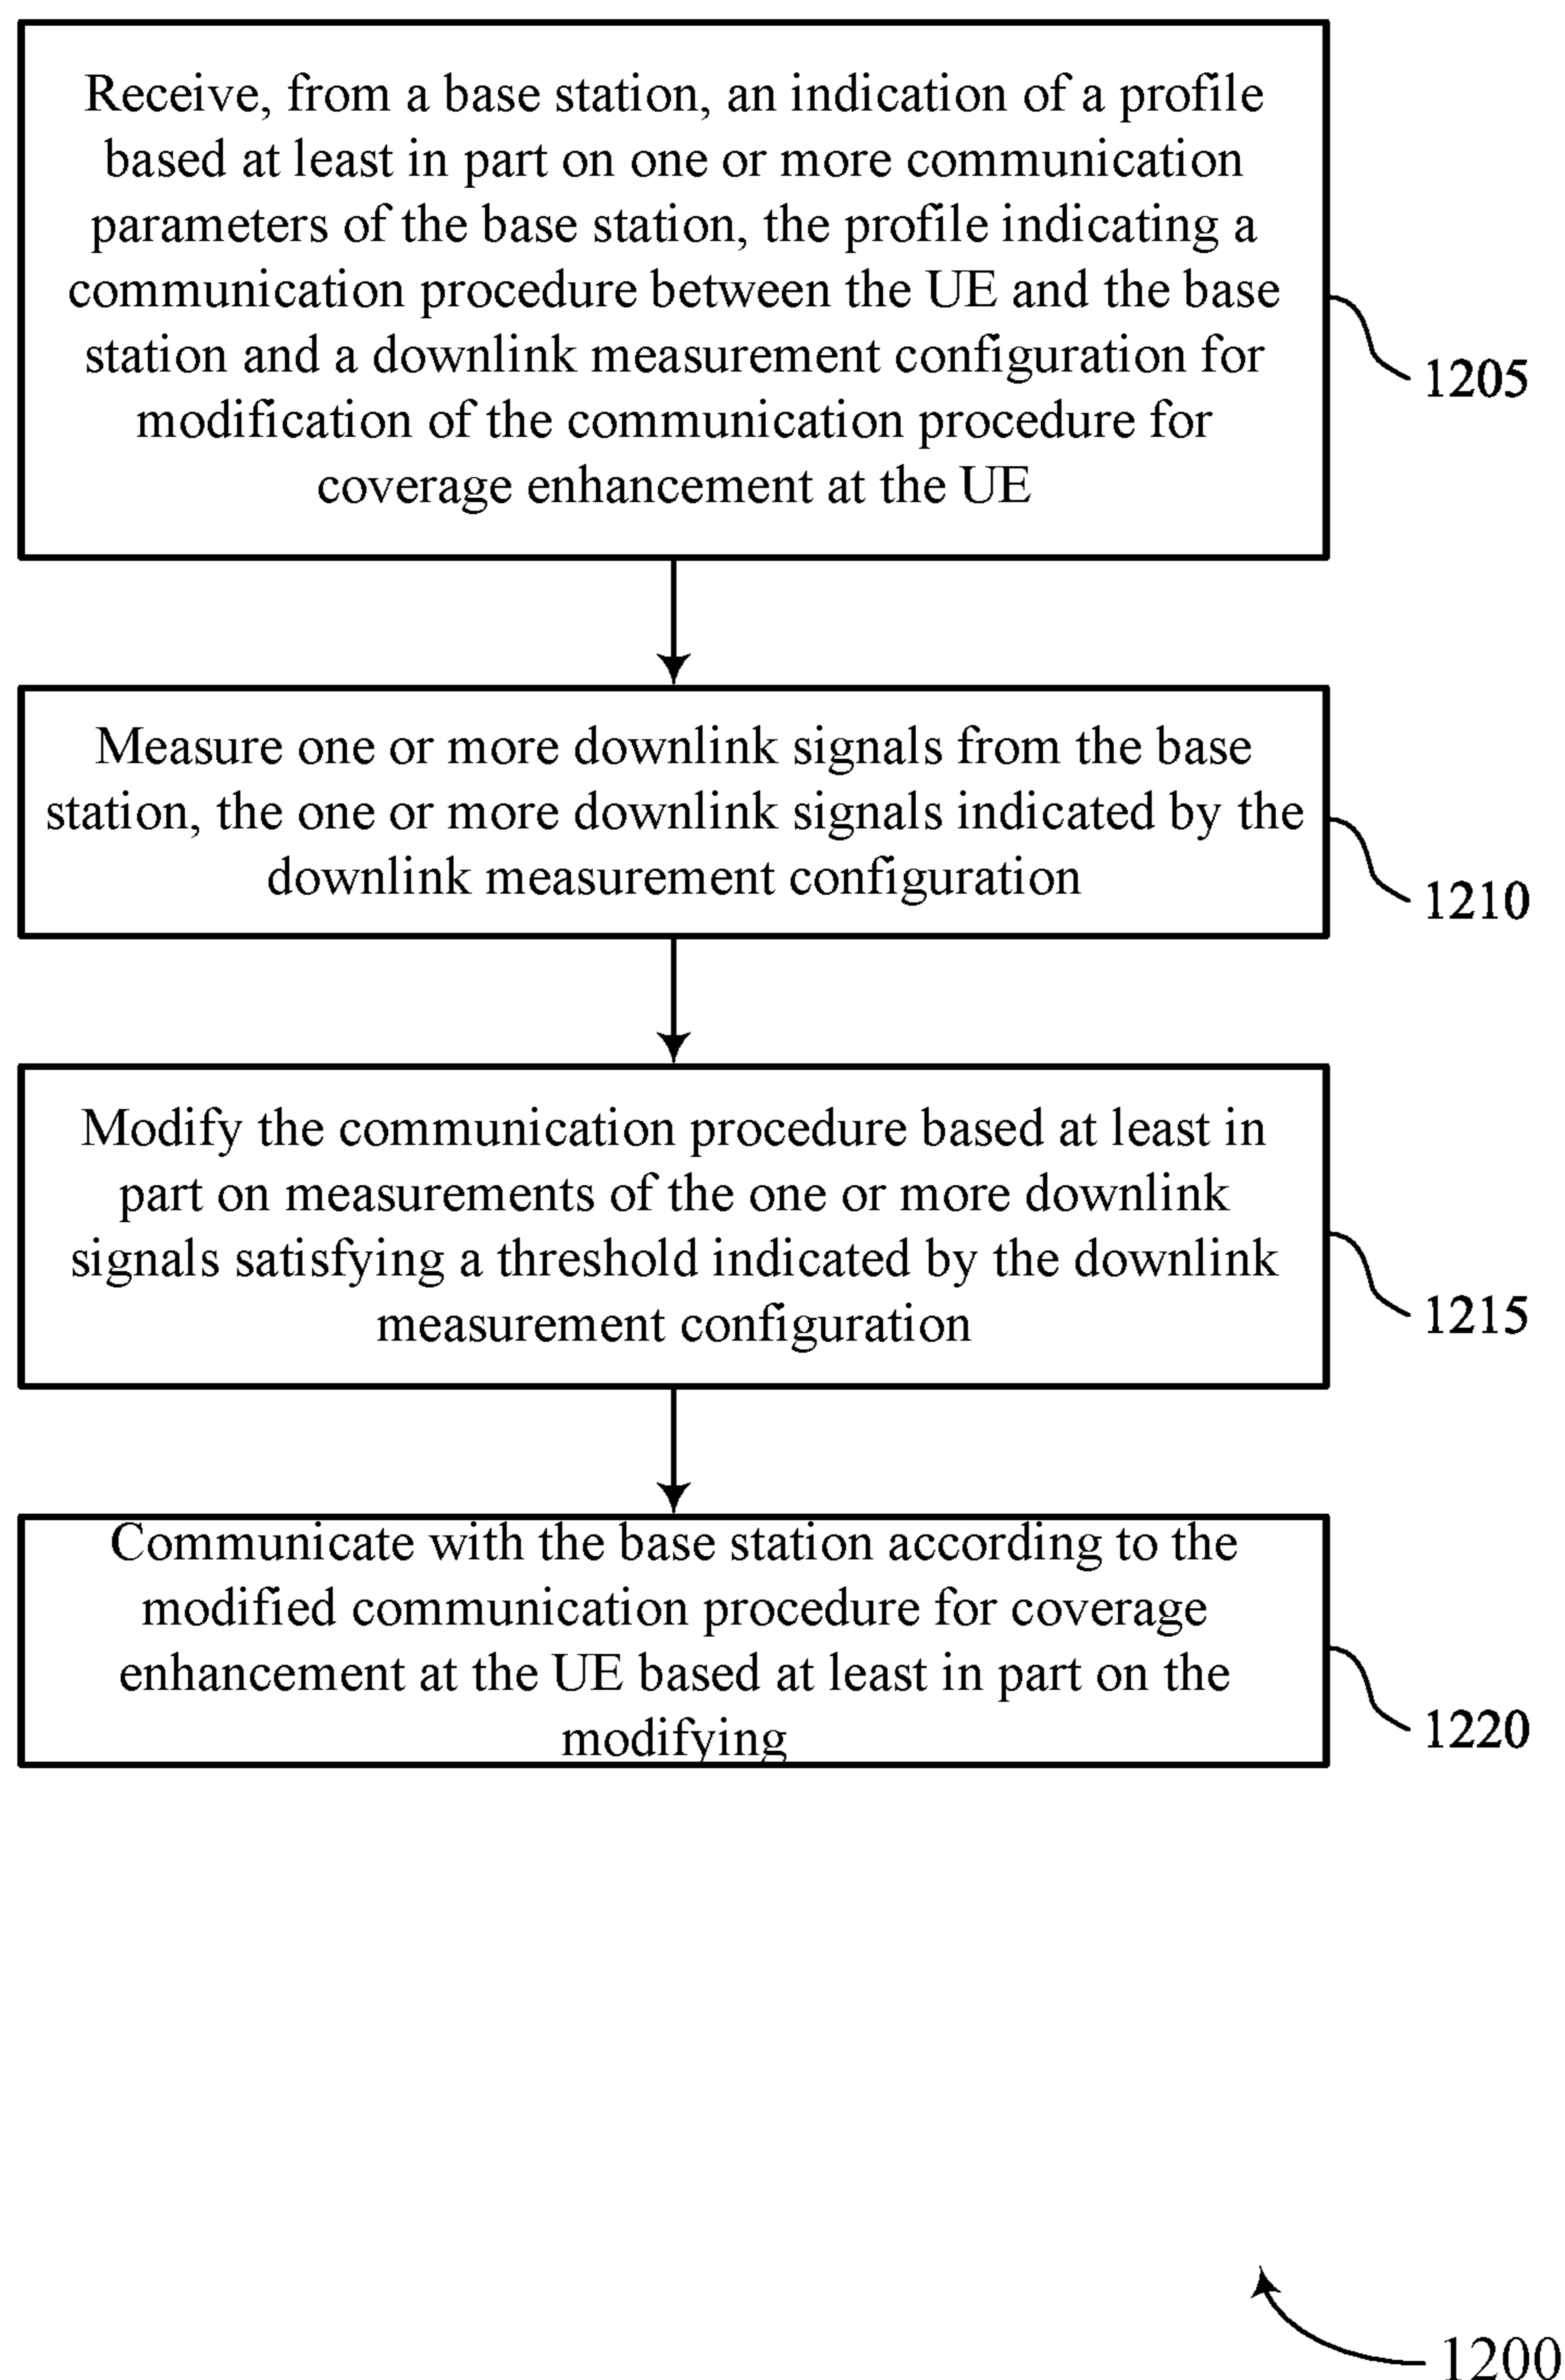 Receive, from a base station, an indication of a profile
based at least in part on one or more communication
parameters of the base station, the profile indicating a
communication procedure between the UE and the base
station and a downlink measurement configuration for
modification of the communication procedure for
coverage enhancement at the UE
1205
Measure one or more downlink signals from the base
station, the one or more downlink signals indicated by the
downlink measurement configuration
1210
Modify the communication procedure based at least in
part on measurements of the one or more downlink
signals satisfying a threshold indicated by the downlink
measurement configuration
1215
Communicate with the base station according to the
modified communication procedure for coverage
enhancement at the UE based at least in part on the
modifying
1220
1200